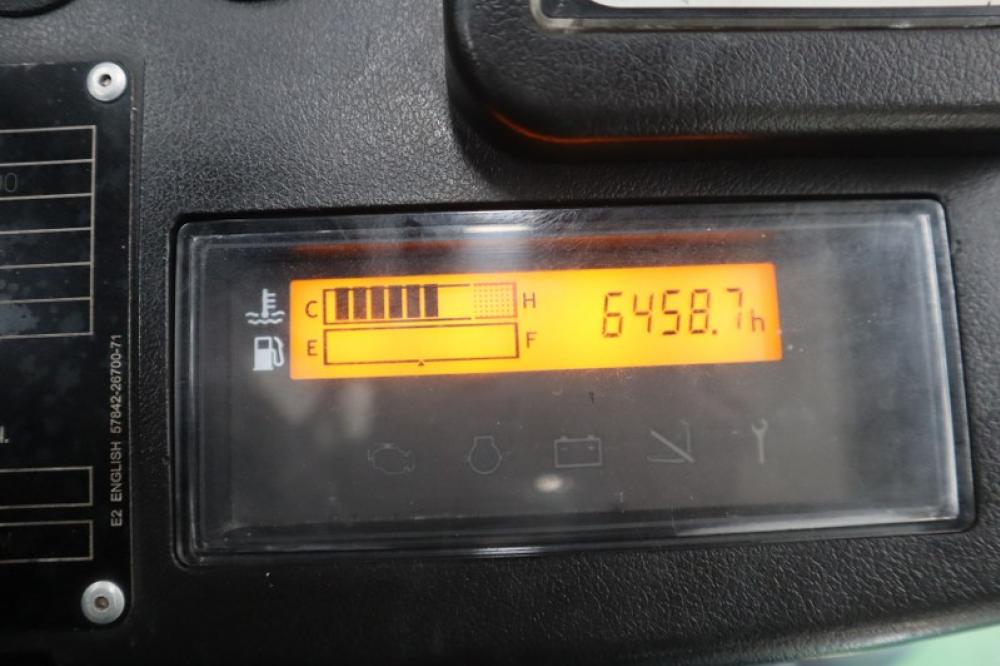 C H
6458.7h
E F
E2 ENGLISH 57842-26700-71